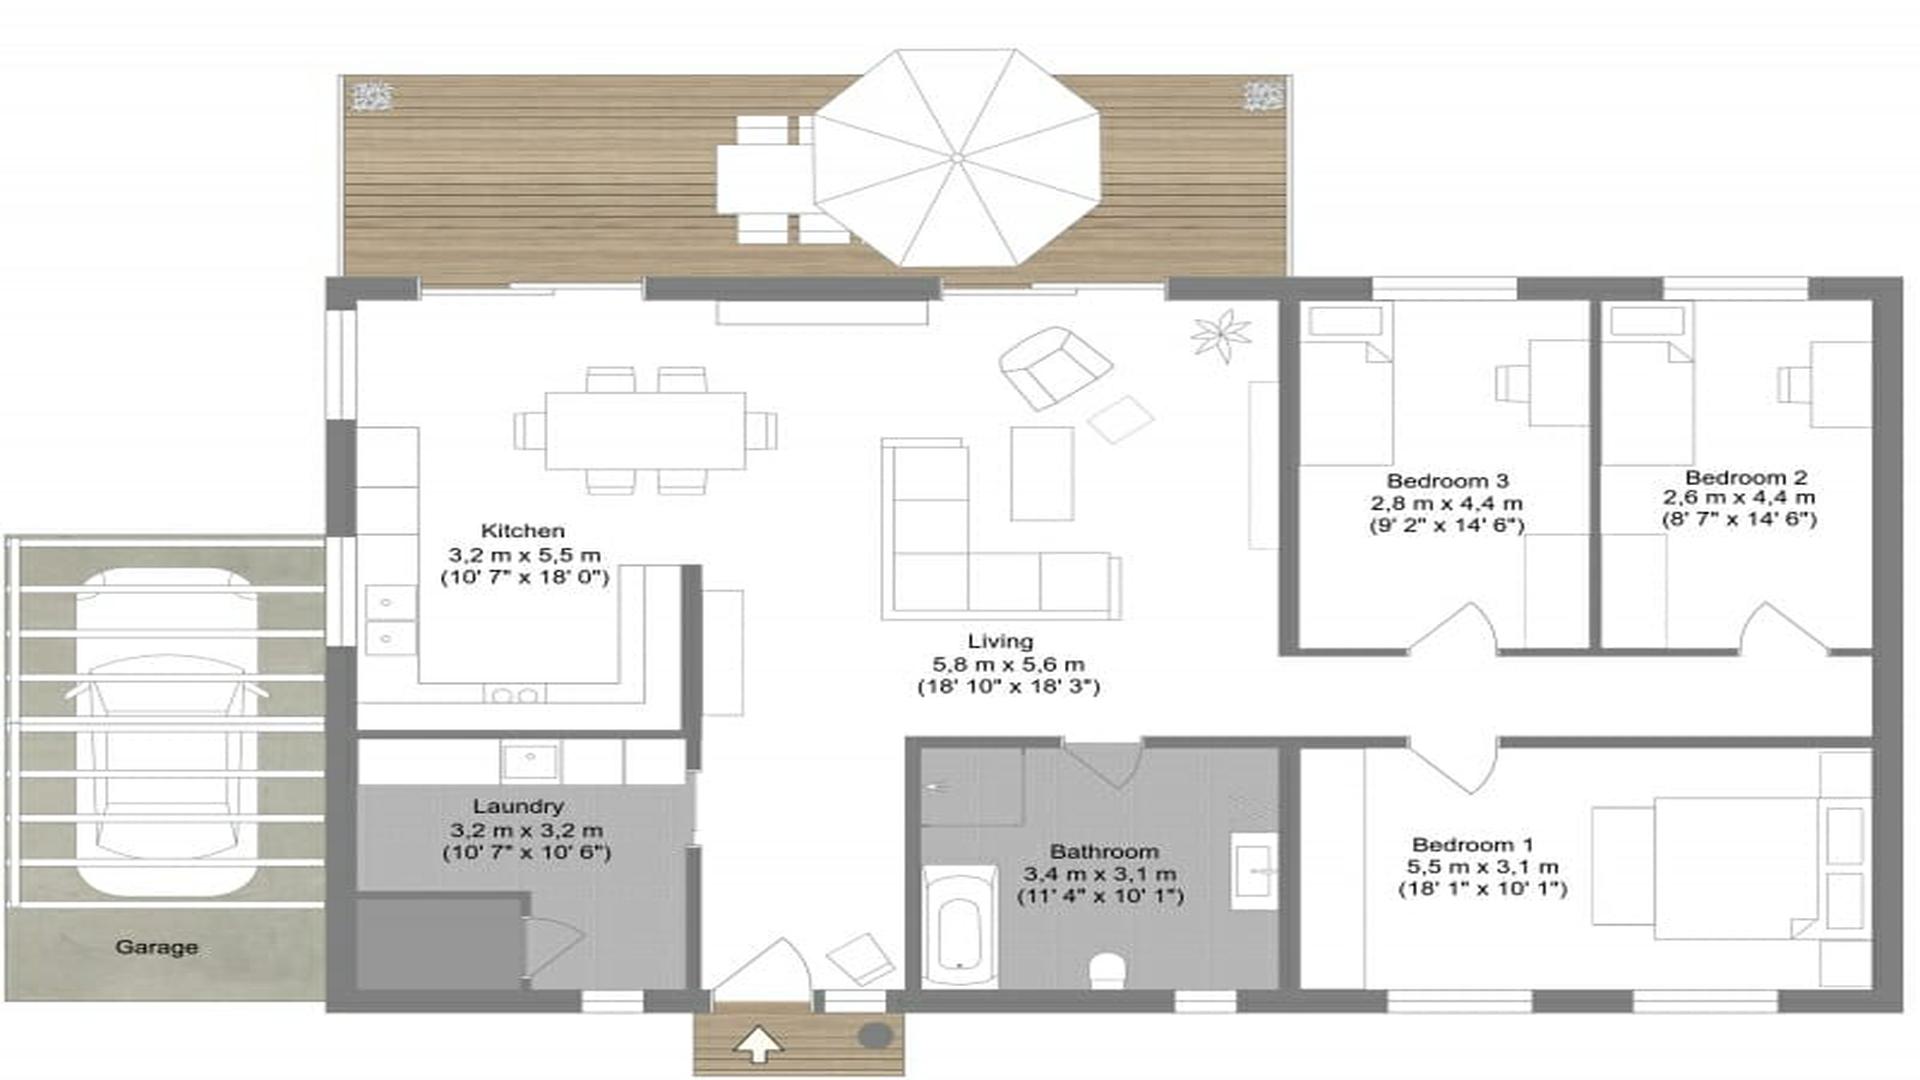 Kitchen
3,2 m x 5,5 m
(10' 7" x 18' 0")
Living
5,8 m x 5,6 m
(18' 10" x 18' 3")
Bedroom 3
2,8 m x 4,4 m
(9' 2" x 14' 6")
Bedroom 2
2,6 m x 4,4 m
(8' 7" x 14' 6")
Laundry
3,2 m x 3,2 m
(10' 7" x 10' 6")
Bathroom
3,4 m x 3,1 m
(11' 4" x 10' 1")
Bedroom 1
5,5 m x 3,1 m
(18' 1" x 10' 1")
Garage